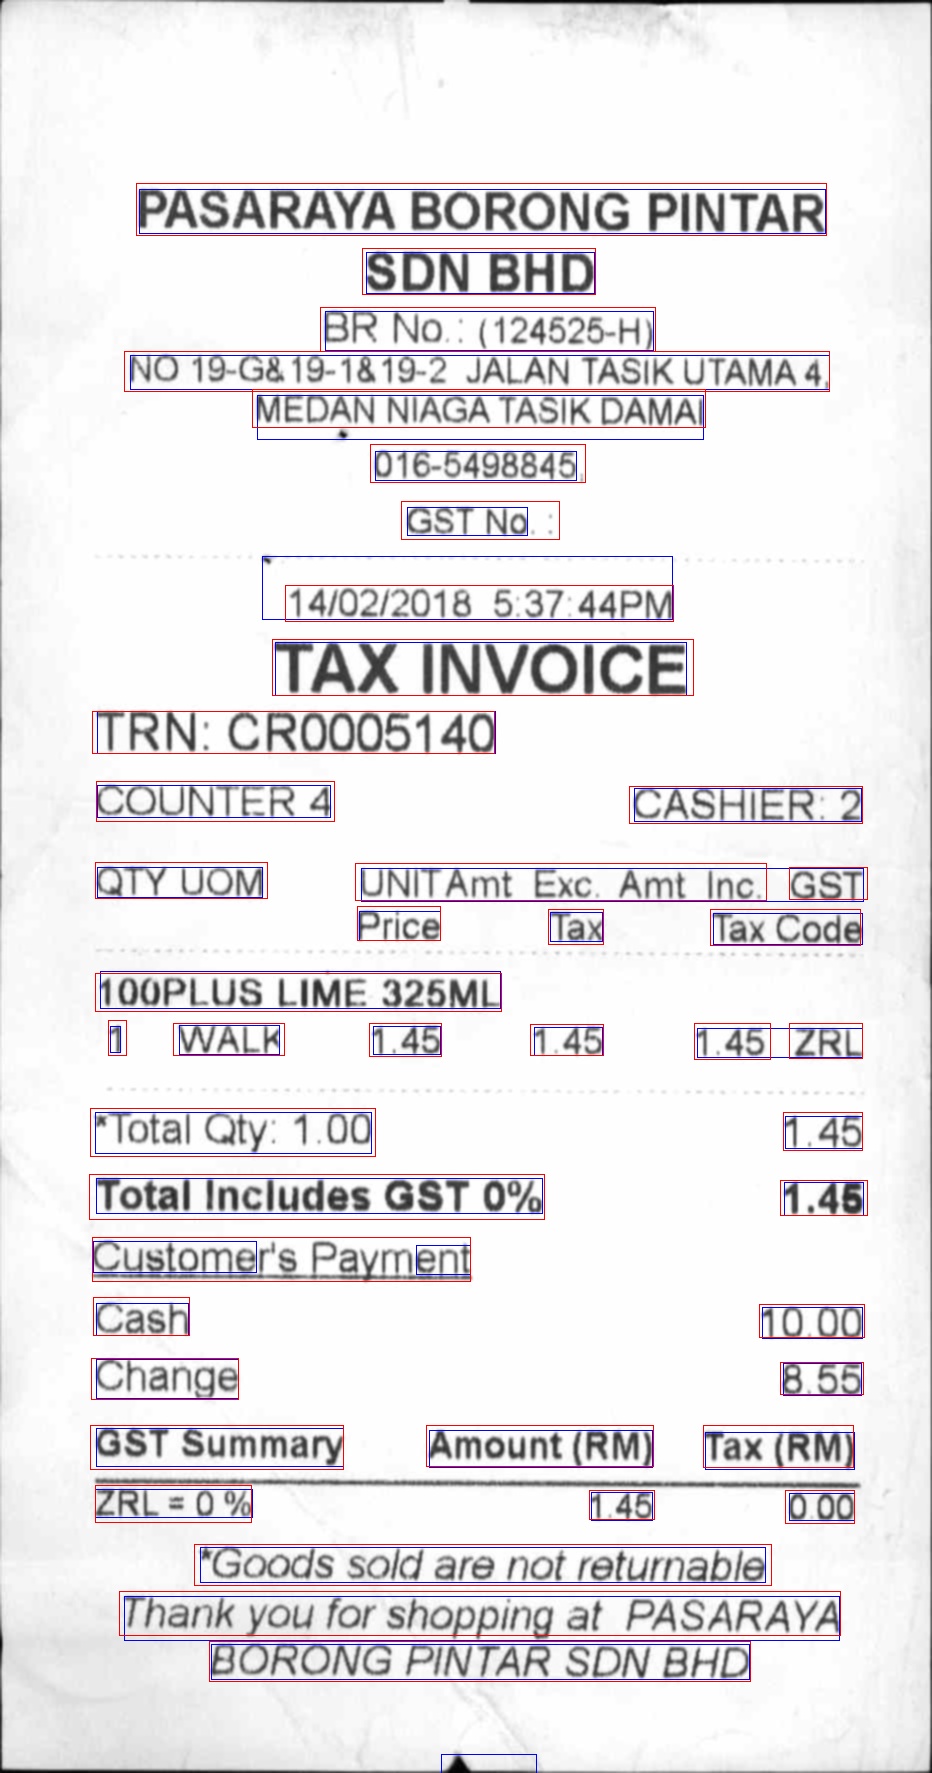 PASARAYA BORONG PINTAR
SDN BHD
BR No.: (124525-H)
NO 19-G&19-1&19-2 JALAN TASIK UTAMA 4,
MEDAN NIAGA TASIK DAMAI
016-5498845,
GST No. :
14/02/2018 5:37:44PM
TAX INVOICE
TRN: CR0005140
COUNTER 4 CASHIER: 2
QTY UOM UNIT Amt Exc. Amt Inc. GST
Price Tax Tax Code
100PLUS LIME 325ML
1 WALK 1.45 1.45 1.45 ZRL
*Total Qty: 1.00 1.45
Total Includes GST 0% 1.45
Customer's Payment
Cash 10.00
Change 8.55
GST Summary Amount (RM) Tax (RM)
ZRL = 0 % 1.45 0.00
*Goods sold are not returnable
Thank you for shopping at PASARAYA
BORONG PINTAR SDN BHD